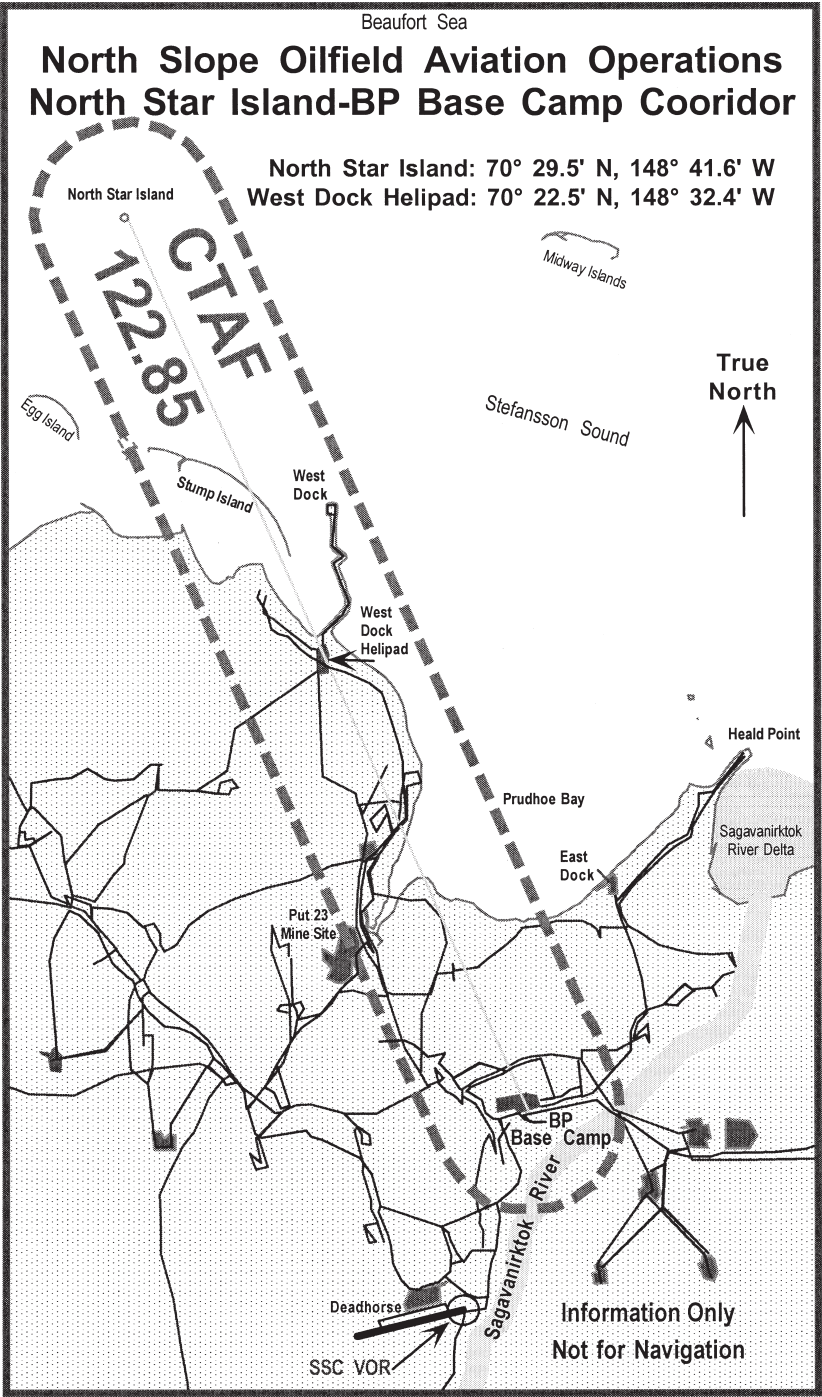 Beaufort Sea
North Slope Oilfield Aviation Operations
North Star Island-BP Base Camp Cooridor
North Star Island: 70° 29.5' N, 148° 41.6' W
West Dock Helipad: 70° 22.5' N, 148° 32.4' W
North Star Island
CTAF
122.85
Midway Islands
True
North
Egg Island
Stefansson Sound
Stump Island
West
Dock
West
Dock
Helipad
Heald Point
Prudhoe Bay
Sagavanirktok
River Delta
East
Dock
Put 23
Mine Site
BP
Base Camp
Sagavanirktok River
Deadhorse
SSC VOR
Information Only
Not for Navigation